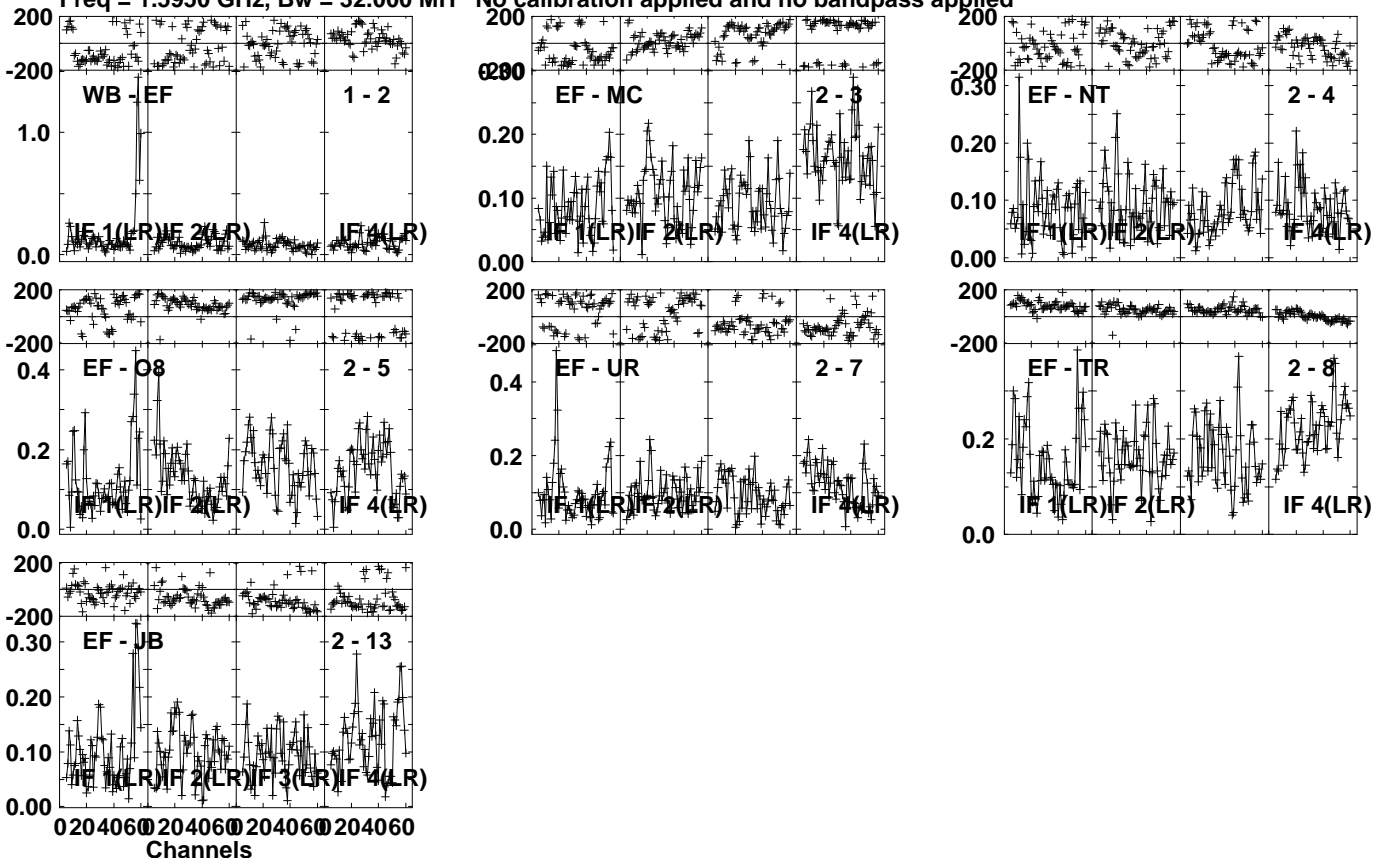 Freq = 1.5950 GHz, Bw = 32.000 MH No calibration applied and no bandpass applied
200
-200
WB - EF 1 - 2
1.0
0.0
IF 1(LR) IF 2(LR) IF 4(LR)
200
-200
0.30
EF - MC 2 - 3
0.20
0.10
0.00
IF 1(LR) IF 2(LR) IF 4(LR)
200
-200
0.30
EF - NT 2 - 4
0.20
0.10
0.00
IF 1(LR) IF 2(LR) IF 4(LR)
200
-200
EF - O8 2 - 5
0.4
0.2
0.0
IF 1(LR) IF 2(LR) IF 4(LR)
200
-200
EF - UR 2 - 7
0.4
0.2
0.0
IF 1(LR) IF 2(LR) IF 4(LR)
200
-200
EF - TR 2 - 8
0.2
0.0
IF 1(LR) IF 2(LR) IF 4(LR)
200
-200
EF - JB 2 - 13
0.30
0.20
0.10
0.00
IF 1(LR) IF 2(LR) IF 3(LR) IF 4(LR)
0 20 40 60 0 20 40 60 0 20 40 60 0 20 40 60
Channels